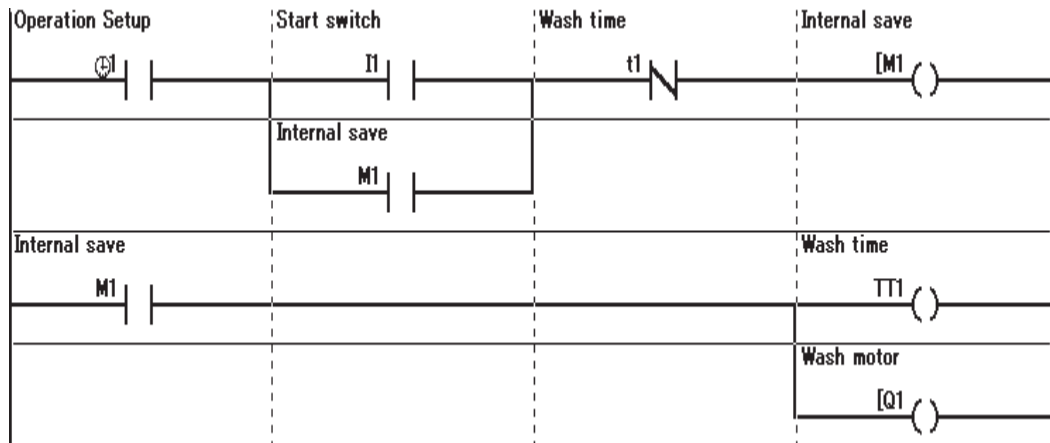 Operation Setup Start switch Wash time Internal save
⏲1 I1 t1 [M1
Internal save
M1
Internal save Wash time
M1 TT1
Wash motor
[Q1